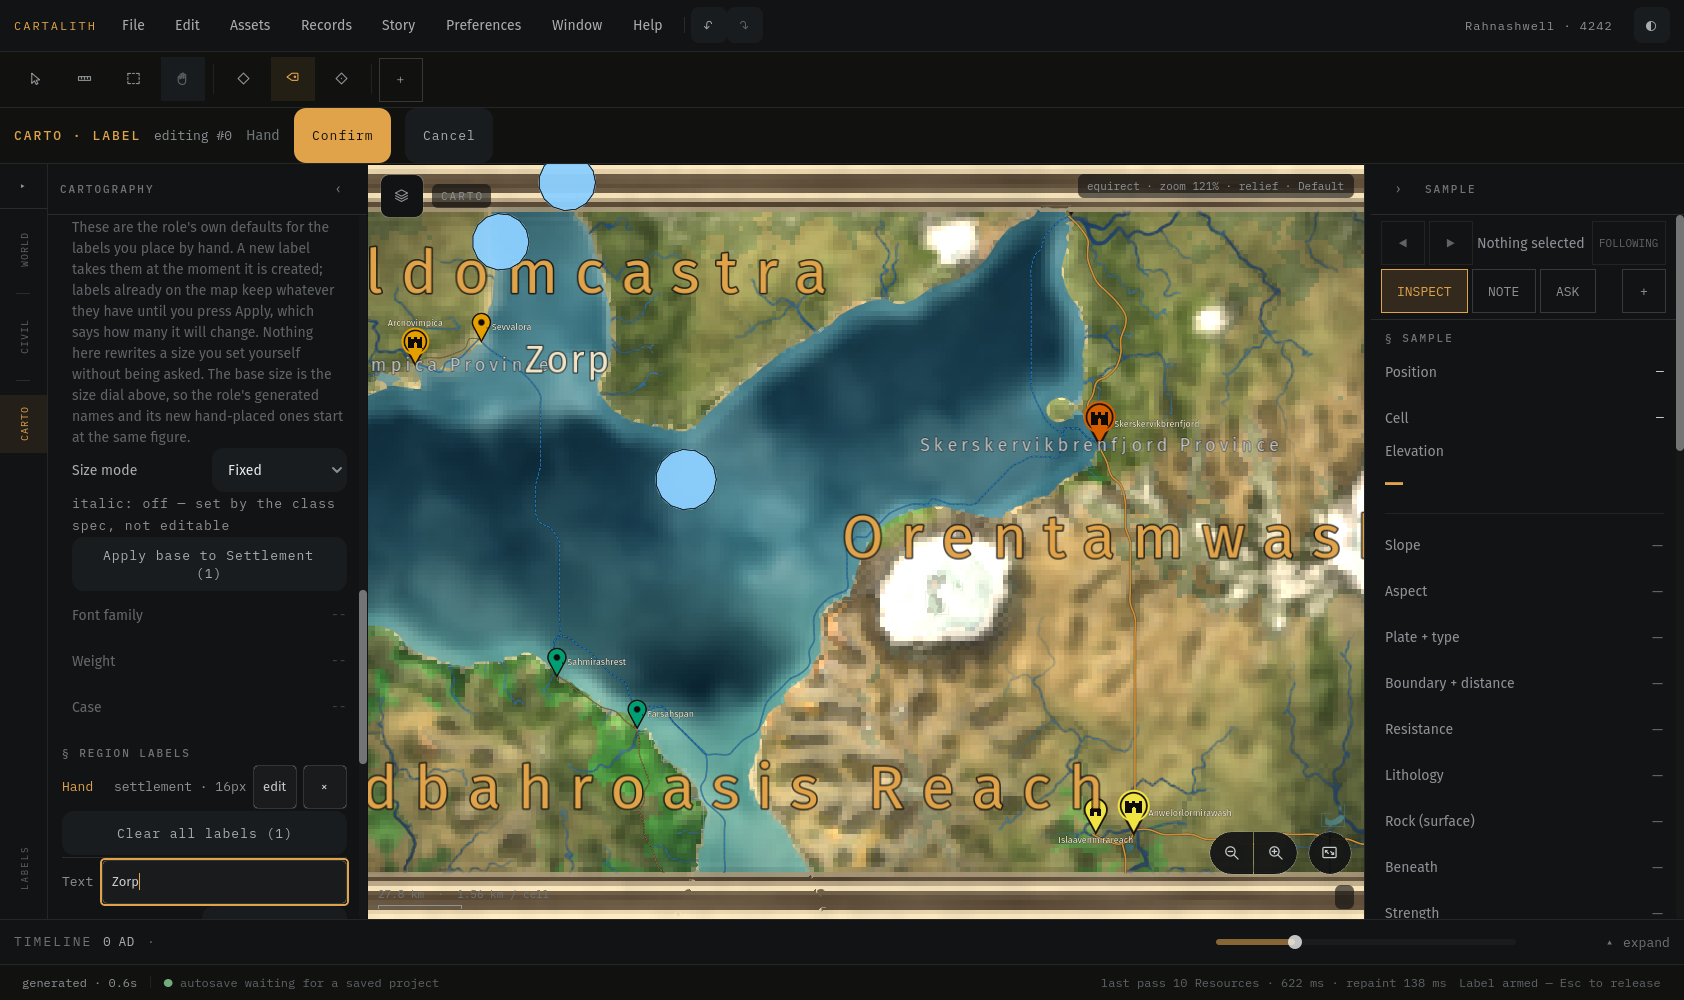 CARTALITH File Edit Assets Records Story Preferences Window Help
Rahnashwell · 4242
+
CARTO · LABEL editing #0 Hand Confirm Cancel
WORLD
CIVIL
CARTO
LABELS
CARTOGRAPHY
These are the role's own defaults for the
labels you place by hand. A new label
takes them at the moment it is created;
labels already on the map keep whatever
they have until you press Apply, which
says how many it will change. Nothing
here rewrites a size you set yourself
without being asked. The base size is the
size dial above, so the role's generated
names and its new hand-placed ones start
at the same figure.
Size mode Fixed
italic: off — set by the class
spec, not editable
Apply base to Settlement
(1)
Font family --
Weight --
Case --
§ REGION LABELS
Hand settlement · 16px edit ×
Clear all labels (1)
Text Zorp
CARTO
equirect · zoom 121% · relief · Default
ldomcastra
Arcnovimpica
Sevvalora
mpica Province
Zorp
Skerskervikbrenfjord
Skerskervikbrenfjord Province
Orentamwas
Sahmirashrest
Farsahspan
dbahroasis Reach
Anwelorlormirawash
Islaavenmirareach
27.8 km · 1.56 km / cell
SAMPLE
Nothing selected FOLLOWING
INSPECT NOTE ASK +
§ SAMPLE
Position —
Cell —
Elevation
—
Slope —
Aspect —
Plate + type —
Boundary + distance —
Resistance —
Lithology —
Rock (surface) —
Beneath —
Strength —
TIMELINE 0 AD ·
expand
generated · 0.6s
autosave waiting for a saved project
last pass 10 Resources · 622 ms · repaint 138 ms Label armed — Esc to release